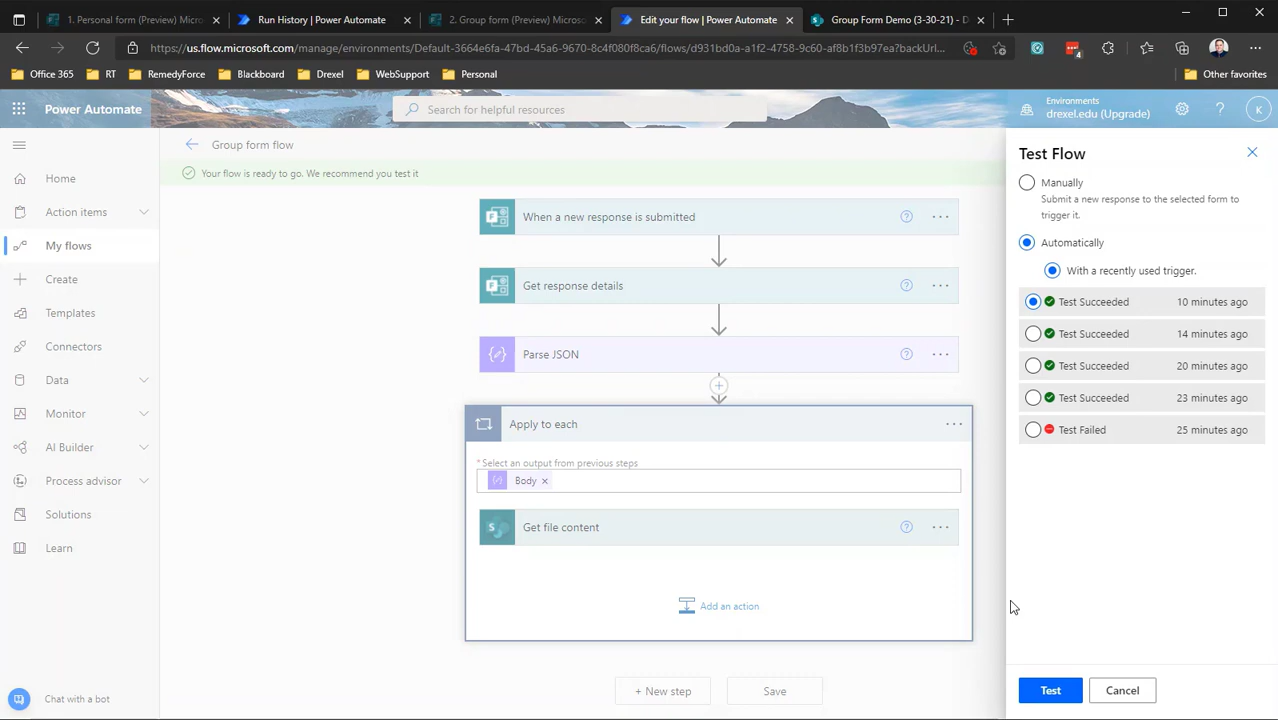 1. Personal form (Preview) Microso
Run History | Power Automate
2. Group form (Preview) Microsof
Edit your flow | Power Automate
Group Form Demo (3-30-21) - D
https://us.flow.microsoft.com/manage/environments/Default-3664e6fa-47bd-45a6-9670-8c4f080f8ca6/flows/d931bd0a-a1f2-4758-9c60-af8b1f3b97ea?backUrl...
4
Office 365
RT
RemedyForce
Blackboard
Drexel
WebSupport
Personal
Other favorites
Power Automate
Search for helpful resources
Environments
drexel.edu (Upgrade)
?
K
Home
Action items
My flows
Create
Templates
Connectors
Data
Monitor
AI Builder
Process advisor
Solutions
Learn
Chat with a bot
Group form flow
Your flow is ready to go. We recommend you test it
When a new response is submitted
Get response details
Parse JSON
Apply to each
* Select an output from previous steps
Body ×
Get file content
Add an action
+ New step
Save
Test Flow
Manually
Submit a new response to the selected form to
trigger it.
Automatically
With a recently used trigger.
Test Succeeded 10 minutes ago
Test Succeeded 14 minutes ago
Test Succeeded 20 minutes ago
Test Succeeded 23 minutes ago
Test Failed 25 minutes ago
Test
Cancel